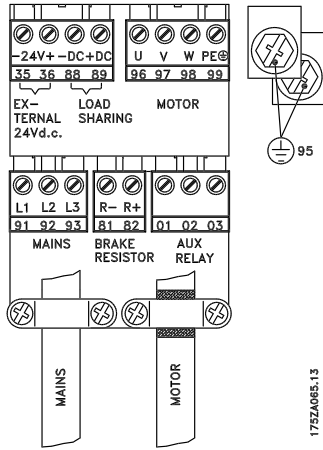 -24V+ -DC+DC
35 36 88 89
EX-
TERNAL
24Vd.c.
LOAD
SHARING
U V W PE
96 97 98 99
MOTOR
95
L1 L2 L3
91 92 93
MAINS
R- R+
81 82
BRAKE
RESISTOR
01 02 03
AUX
RELAY
MAINS
MOTOR
175ZA065.13